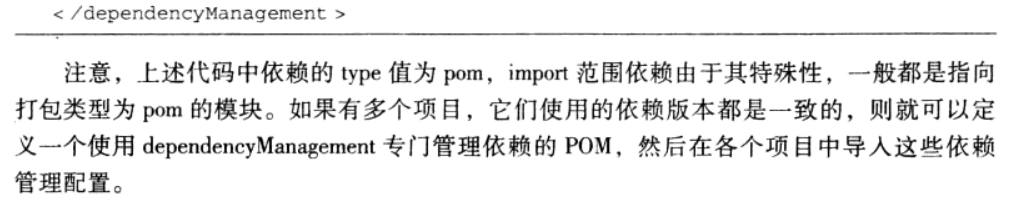 < /dependencyManagement >
注意，上述代码中依赖的 type 值为 pom，import 范围依赖由于其特殊性，一般都是指向
打包类型为 pom 的模块。如果有多个项目，它们使用的依赖版本都是一致的，则就可以定
义一个使用 dependencyManagement 专门管理依赖的 POM，然后在各个项目中导入这些依赖
管理配置。